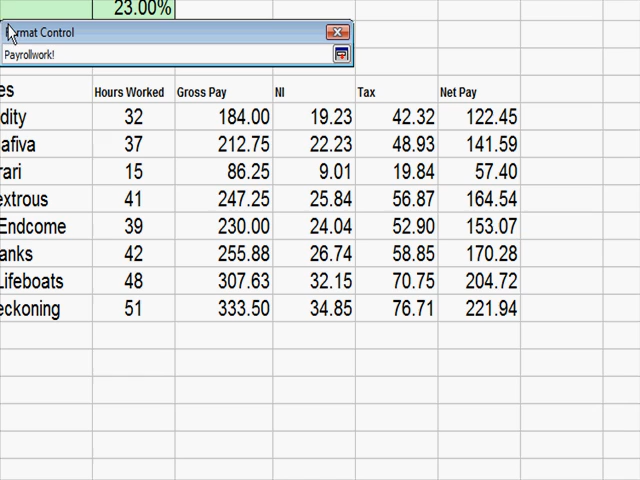 23.00%
Format Control
Payrollwork!
es Hours Worked Gross Pay NI Tax Net Pay
dity 32 184.00 19.23 42.32 122.45
afiva 37 212.75 22.23 48.93 141.59
rari 15 86.25 9.01 19.84 57.40
extrous 41 247.25 25.84 56.87 164.54
Endcome 39 230.00 24.04 52.90 153.07
anks 42 255.88 26.74 58.85 170.28
Lifeboats 48 307.63 32.15 70.75 204.72
eckoning 51 333.50 34.85 76.71 221.94